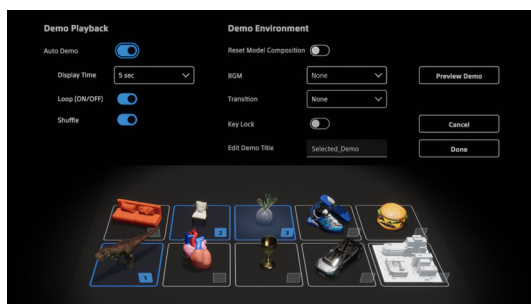 Demo Playback
Auto Demo
Display Time
5 sec
Loop (ON/OFF)
Shuffle
Demo Environment
Reset Model Composition
BGM
None
Transition
None
Key Lock
Edit Demo Title
Selected_Demo
Preview Demo
Cancel
Done
2
3
1